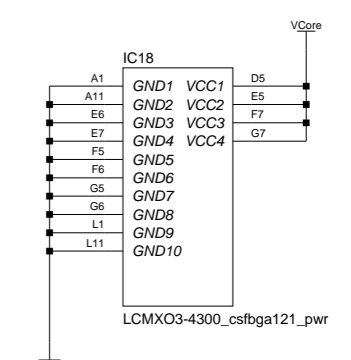 VCore
IC18
A1 GND1 VCC1 D5
A11 GND2 VCC2 E5
E6 GND3 VCC3 F7
E7 GND4 VCC4 G7
F5 GND5
F6 GND6
G5 GND7
G6 GND8
L1 GND9
L11 GND10
LCMXO3-4300_csfbga121_pwr